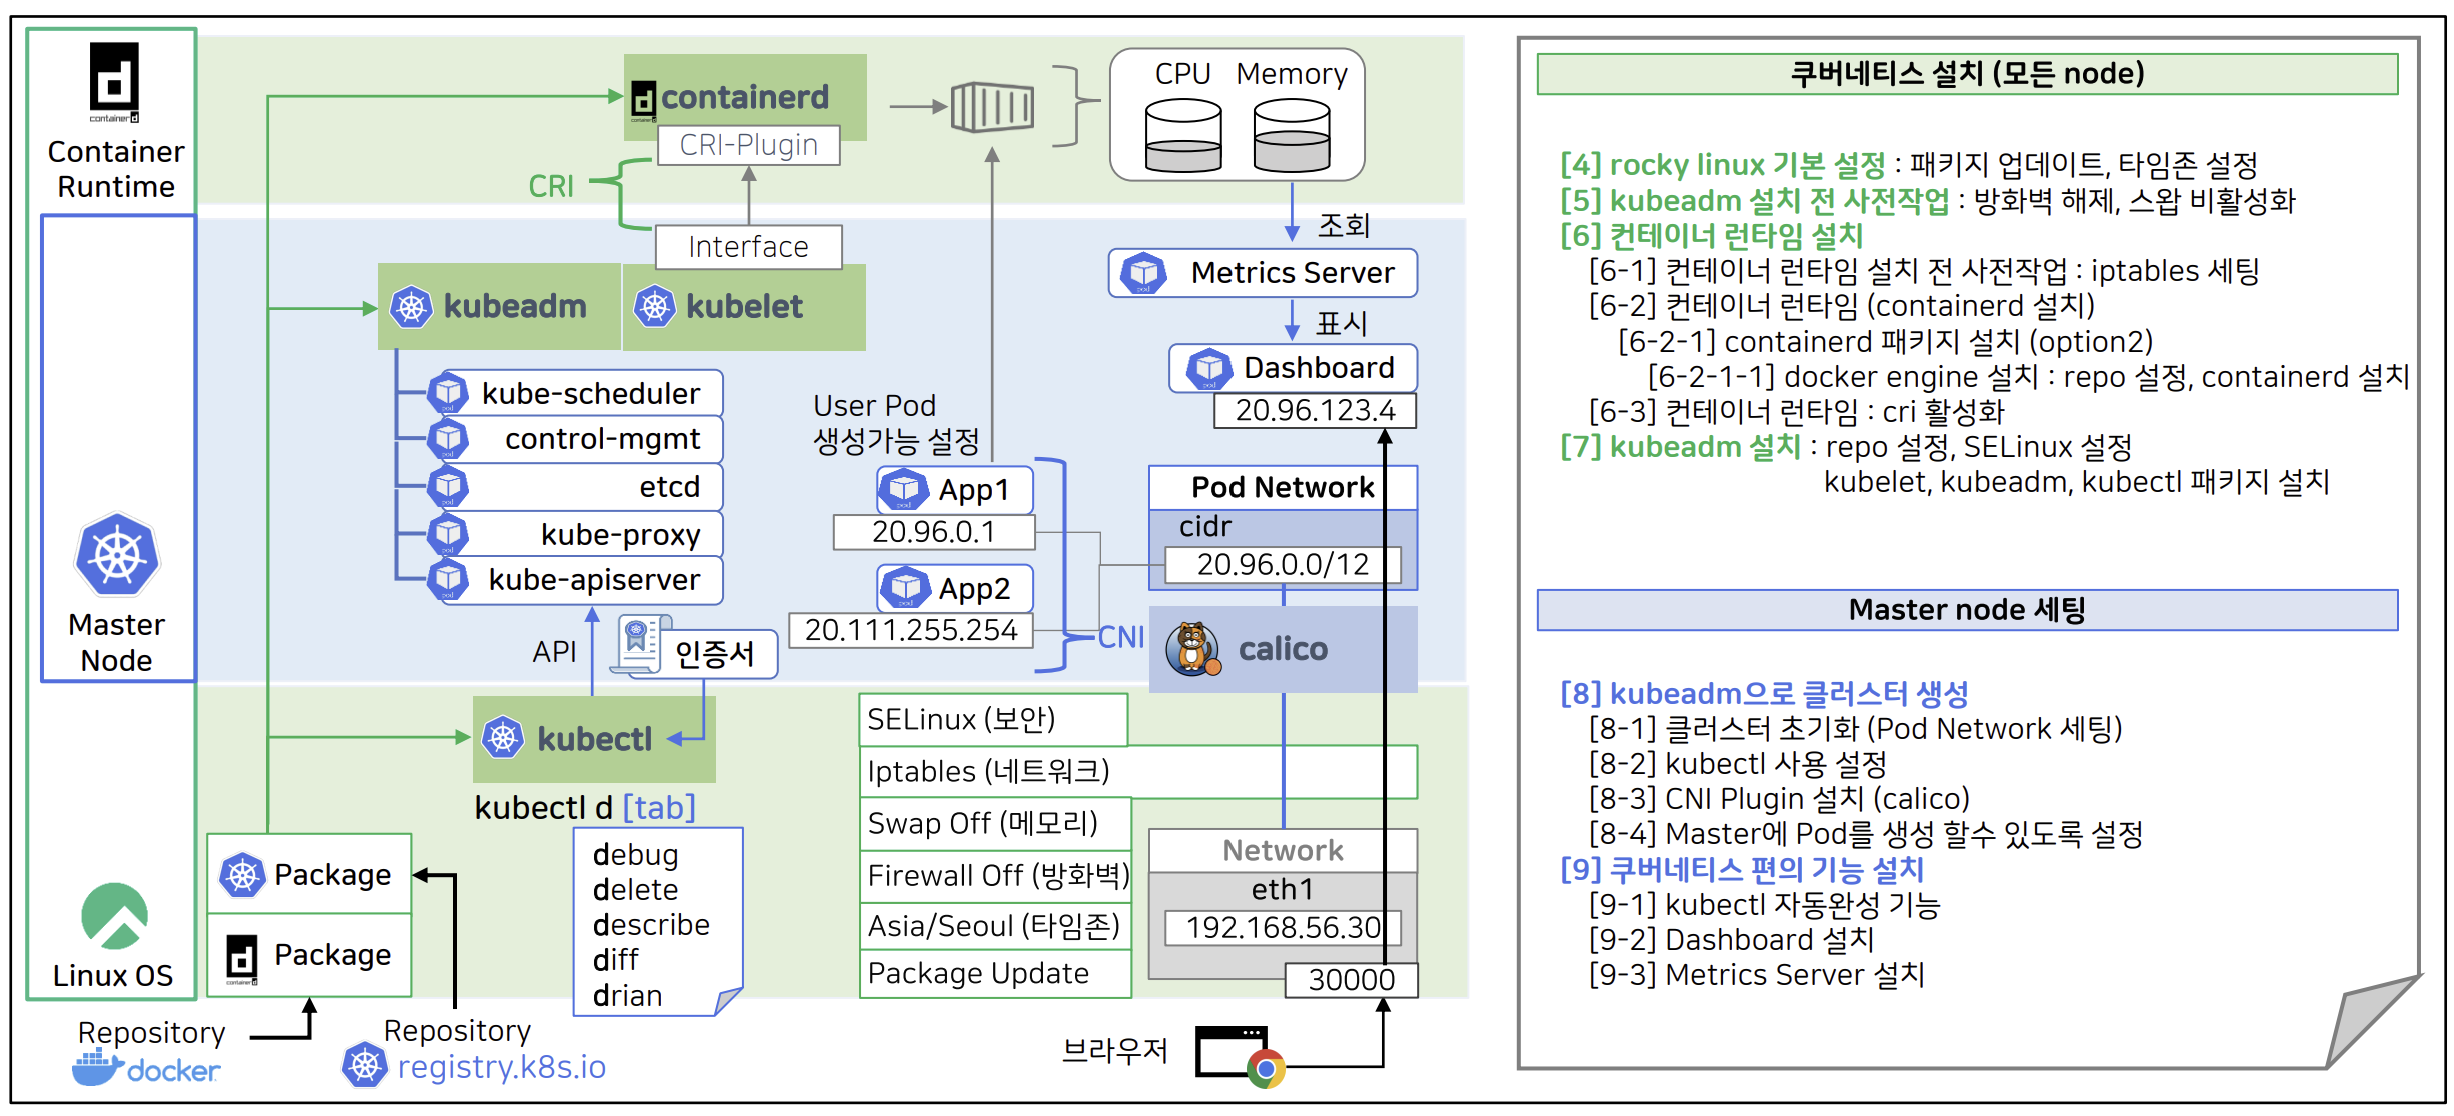 containerd
Container
Runtime
Master
Node
Linux OS
containerd
containerd
CRI-Plugin
CRI
Interface
kubeadm
kubelet
pod
kube-scheduler
pod
control-mgmt
pod
etcd
pod
kube-proxy
pod
kube-apiserver
API
인증서
kubectl
kubectl d [tab]
debug
delete
describe
diff
drian
Package
containerd
Package
Repository
docker
Repository
registry.k8s.io
CPU
Memory
조회
pod
Metrics Server
표시
pod
Dashboard
20.96.123.4
User Pod
생성가능 설정
pod
App1
20.96.0.1
pod
App2
20.111.255.254
CNI
Pod Network
cidr
20.96.0.0/12
calico
SELinux (보안)
Iptables (네트워크)
Swap Off (메모리)
Firewall Off (방화벽)
Asia/Seoul (타임존)
Package Update
Network
eth1
192.168.56.30
30000
브라우저
쿠버네티스 설치 (모든 node)
[4] rocky linux 기본 설정 : 패키지 업데이트, 타임존 설정
[5] kubeadm 설치 전 사전작업 : 방화벽 해제, 스왑 비활성화
[6] 컨테이너 런타임 설치
[6-1] 컨테이너 런타임 설치 전 사전작업 : iptables 세팅
[6-2] 컨테이너 런타임 (containerd 설치)
[6-2-1] containerd 패키지 설치 (option2)
[6-2-1-1] docker engine 설치 : repo 설정, containerd 설치
[6-3] 컨테이너 런타임 : cri 활성화
[7] kubeadm 설치 : repo 설정, SELinux 설정
kubelet, kubeadm, kubectl 패키지 설치
Master node 세팅
[8] kubeadm으로 클러스터 생성
[8-1] 클러스터 초기화 (Pod Network 세팅)
[8-2] kubectl 사용 설정
[8-3] CNI Plugin 설치 (calico)
[8-4] Master에 Pod를 생성 할수 있도록 설정
[9] 쿠버네티스 편의 기능 설치
[9-1] kubectl 자동완성 기능
[9-2] Dashboard 설치
[9-3] Metrics Server 설치